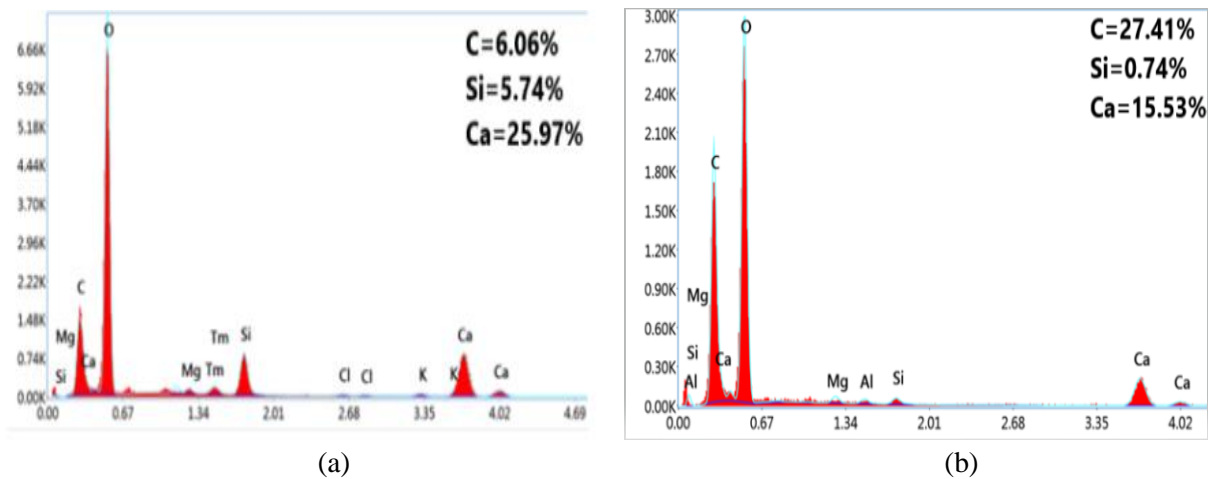 O
C=6.06%
Si=5.74%
Ca=25.97%
6.66K
5.92K
5.18K
4.44K
3.70K
2.96K
2.22K
1.48K
0.74K
0.00K
C
Mg
Ca
Si
Mg
Tm
Tm
Si
Cl
Cl
K
K
Ca
Ca
0.00
0.67
1.34
2.01
2.68
3.35
4.02
4.69
(a)
3.00K
2.70K
2.40K
2.10K
1.80K
1.50K
1.20K
0.90K
0.60K
0.30K
0.00K
O
C=27.41%
Si=0.74%
Ca=15.53%
C
Mg
Si
Al
Ca
Mg
Al
Si
Ca
Ca
0.00
0.67
1.34
2.01
2.68
3.35
4.02
(b)